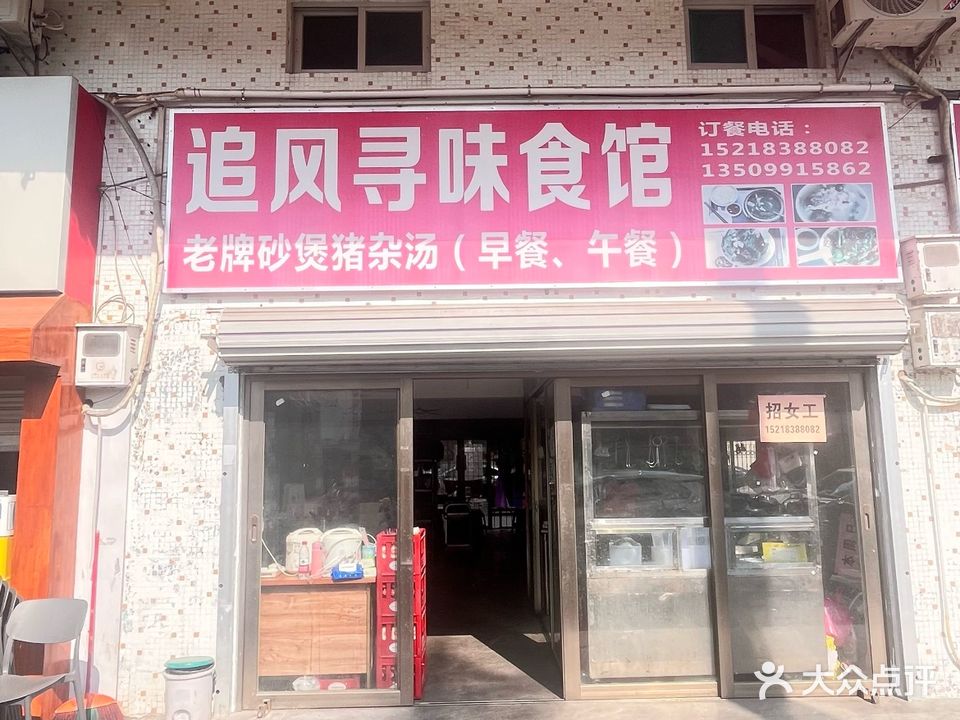 追风寻味食馆
老牌砂煲猪杂汤（早餐、午餐）
订餐电话：
15218388082
13509915862
招女工
15218388082
大众点评